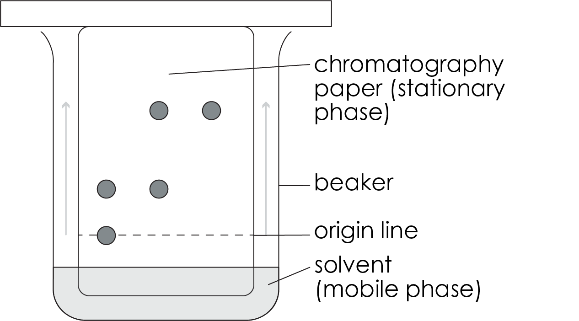 chromatography
paper (stationary
phase)
beaker
origin line
solvent
(mobile phase)